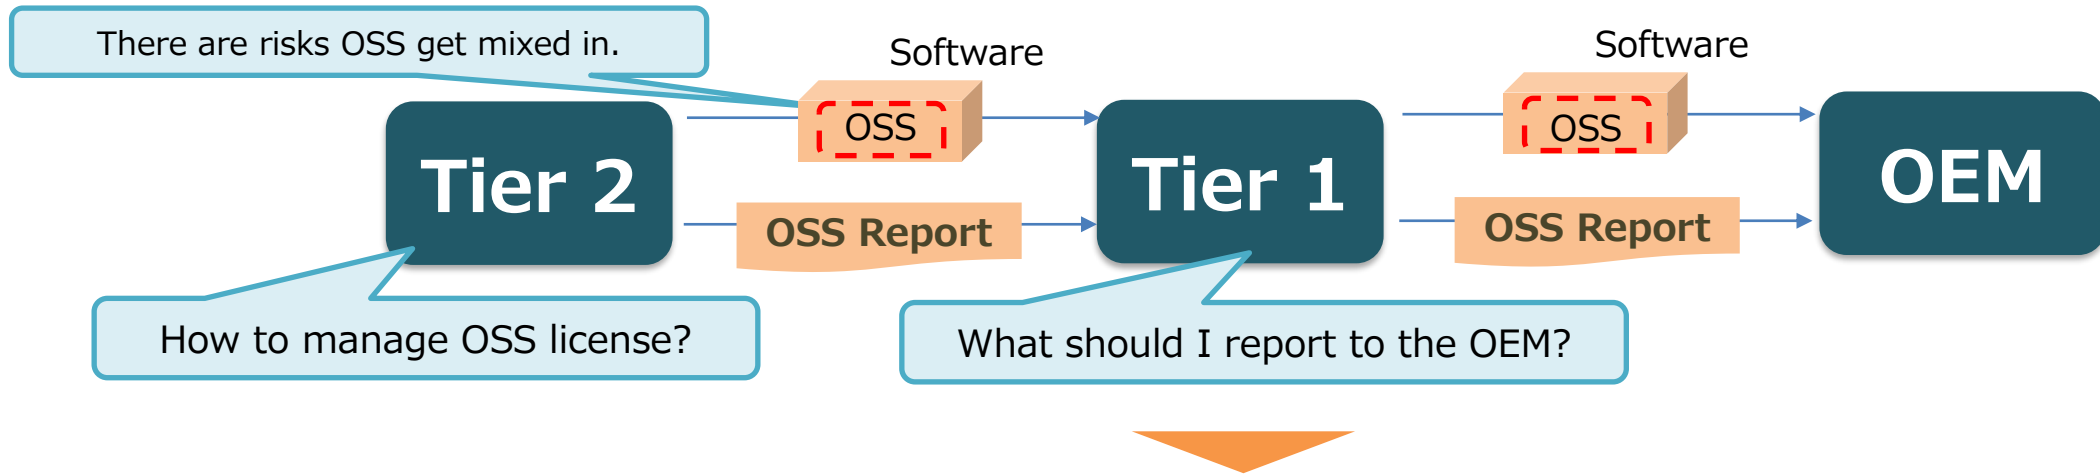 There are risks OSS get mixed in.
Software
Software
OSS
OSS
Tier 2
Tier 1
OEM
OSS Report
OSS Report
How to manage OSS license?
What should I report to the OEM?